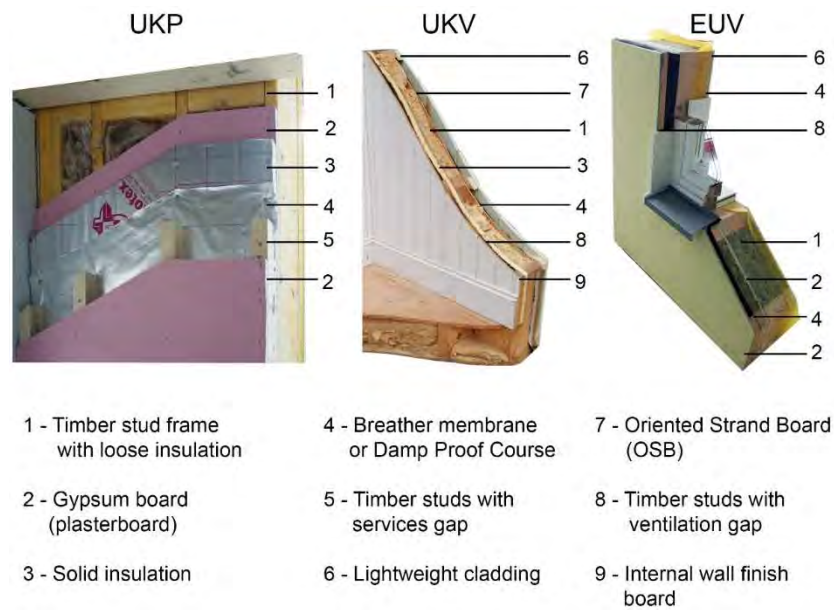 UKP
UKV
EUV
1
2
3
4
5
2
6
7
1
3
4
8
9
6
4
8
1
2
4
2
1 - Timber stud frame
with loose insulation
2 - Gypsum board
(plasterboard)
3 - Solid insulation
4 - Breather membrane
or Damp Proof Course
5 - Timber studs with
services gap
6 - Lightweight cladding
7 - Oriented Strand Board
(OSB)
8 - Timber studs with
ventilation gap
9 - Internal wall finish
board